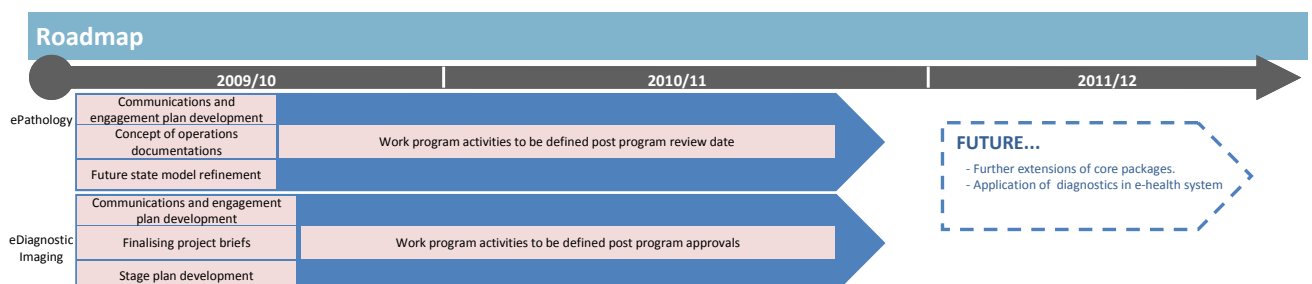 Roadmap
2009/10
2010/11
2011/12
ePathology
Communications and
engagement plan development
Concept of operations
documentations
Future state model refinement
Work program activities to be defined post program review date
FUTURE...
- Further extensions of core packages.
- Application of diagnostics in e-health system
eDiagnostic
Imaging
Communications and engagement
plan development
Finalising project briefs
Stage plan development
Work program activities to be defined post program approvals